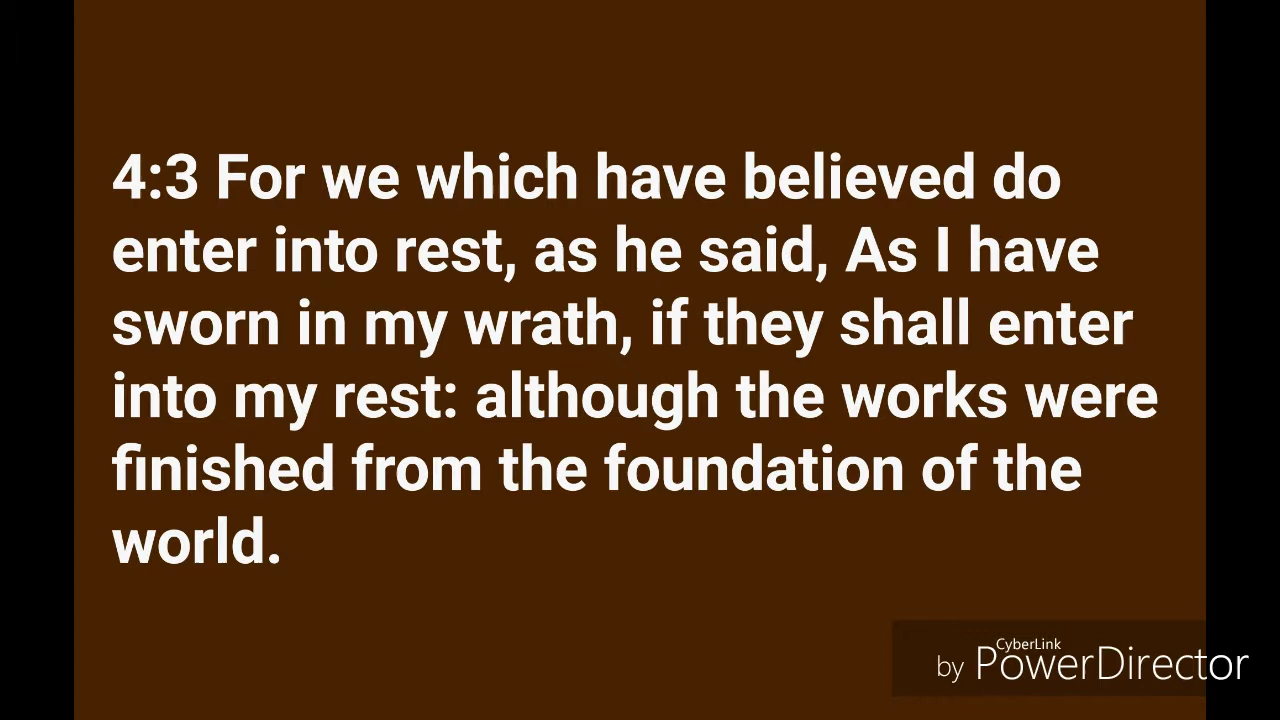 4:3 For we which have believed do
enter into rest, as he said, As I have
sworn in my wrath, if they shall enter
into my rest: although the works were
finished from the foundation of the
world.
CyberLink
by PowerDirector